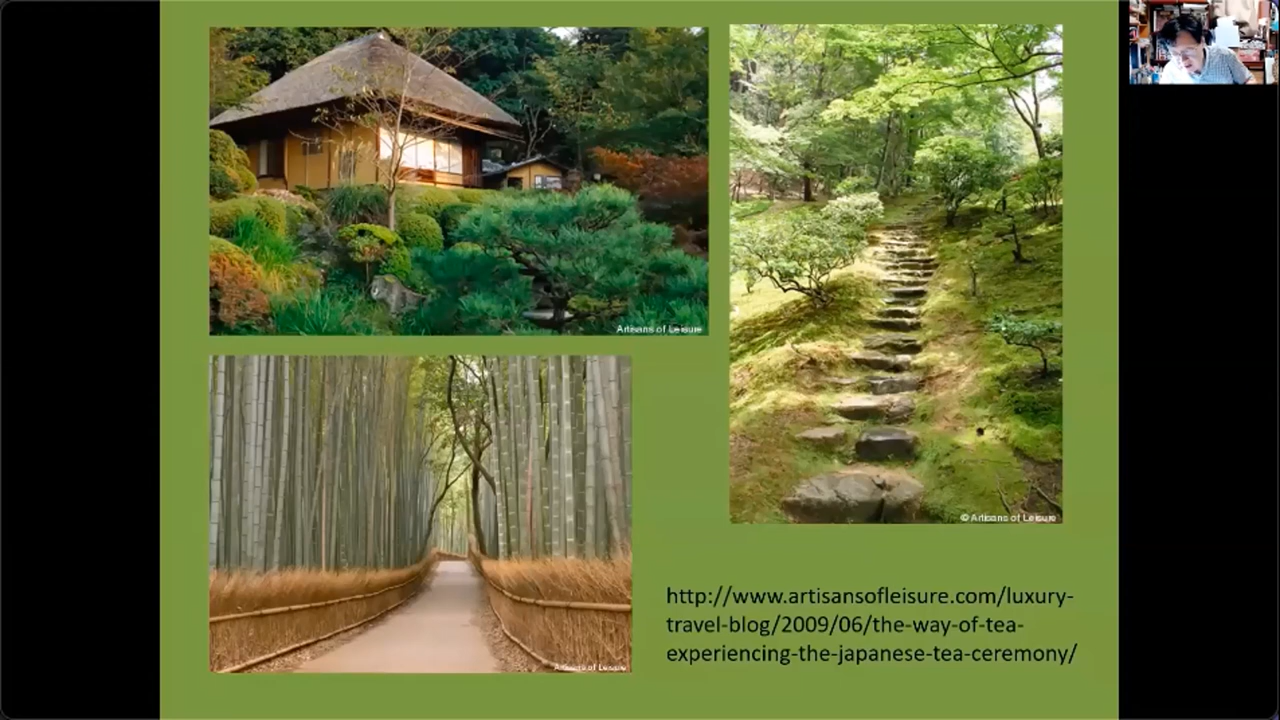 Artisans of Leisure
© Artisans of Leisure
Artisans of Leisure
http://www.artisansofleisure.com/luxury-
travel-blog/2009/06/the-way-of-tea-
experiencing-the-japanese-tea-ceremony/